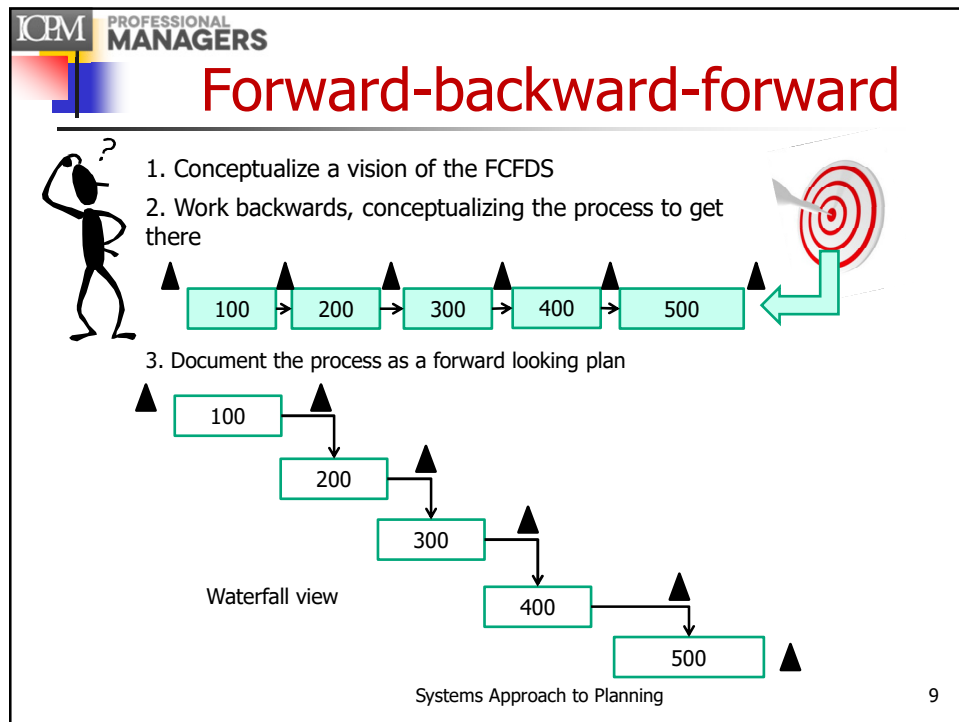 ICPM PROFESSIONAL
MANAGERS
Forward-backward-forward
?
1. Conceptualize a vision of the FCFDS
2. Work backwards, conceptualizing the process to get
there
100 200 300 400 500
3. Document the process as a forward looking plan
100
200
300
Waterfall view
400
500
Systems Approach to Planning 9